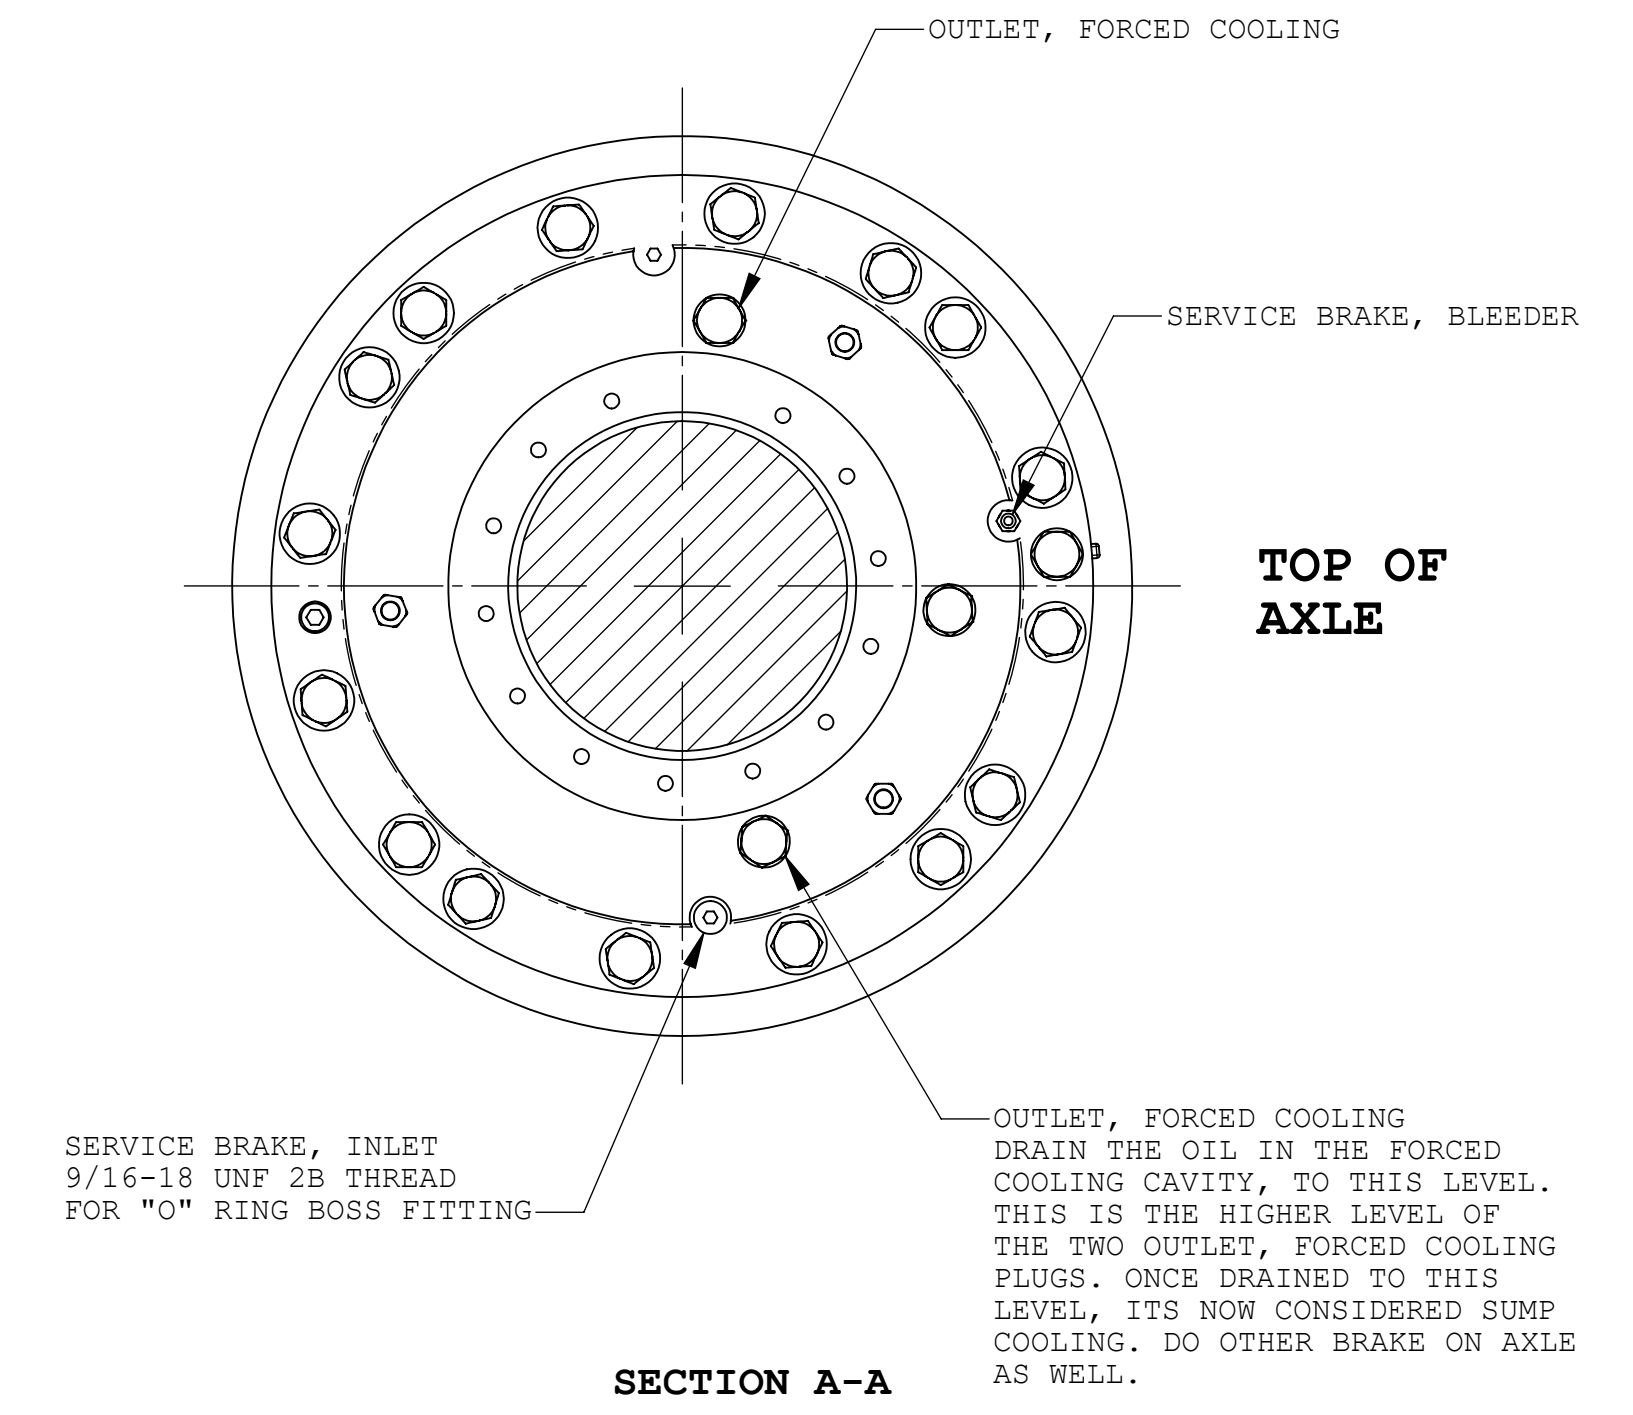 OUTLET, FORCED COOLING
SERVICE BRAKE, BLEEDER
TOP OF
AXLE
SERVICE BRAKE, INLET
9/16-18 UNF 2B THREAD
FOR "O" RING BOSS FITTING
OUTLET, FORCED COOLING
DRAIN THE OIL IN THE FORCED
COOLING CAVITY, TO THIS LEVEL.
THIS IS THE HIGHER LEVEL OF
THE TWO OUTLET, FORCED COOLING
PLUGS. ONCE DRAINED TO THIS
LEVEL, ITS NOW CONSIDERED SUMP
COOLING. DO OTHER BRAKE ON AXLE
AS WELL.
SECTION A-A